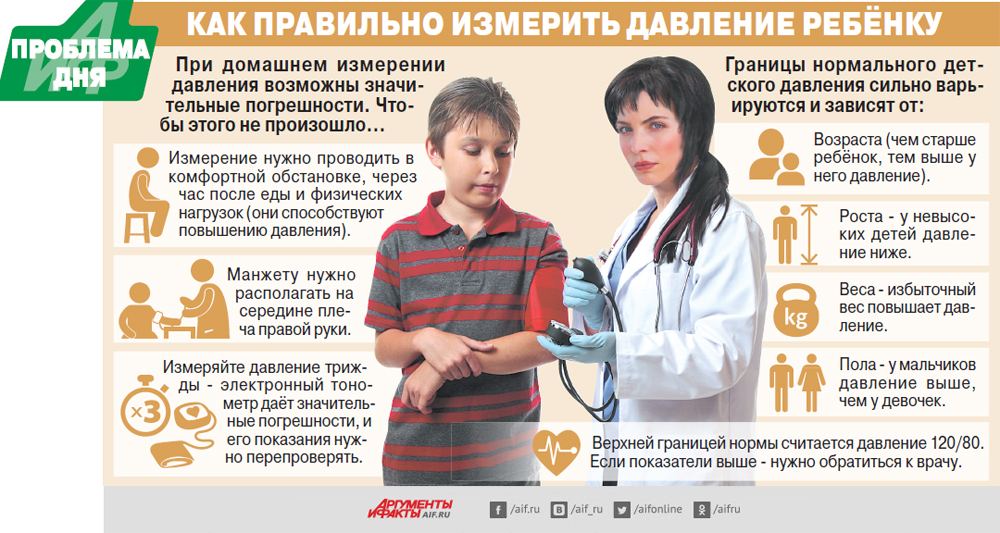 ПРОБЛЕМА
ДНЯ
КАК ПРАВИЛЬНО ИЗМЕРИТЬ ДАВЛЕНИЕ РЕБЁНКУ
При домашнем измерении
давления возможны значи-
тельные погрешности. Что-
бы этого не произошло...
Измерение нужно проводить в
комфортной обстановке, через
час после еды и физических
нагрузок (они способствуют
повышению давления).
Манжету нужно
располагать на
середине пле-
ча правой руки.
Измеряйте давление триж-
ды - электронный тоно-
метр даёт значитель-
ные погрешности, и
его показания нуж-
но перепроверять.
x3
Границы нормального дет-
ского давления сильно варь-
ируются и зависят от:
Возраста (чем старше
ребёнок, тем выше у
него давление).
Роста - у невысо-
ких детей давле-
ние ниже.
kg
Веса - избыточный
вес повышает дав-
ление.
Пола - у мальчиков
давление выше,
чем у девочек.
Верхней границей нормы считается давление 120/80.
Если показатели выше - нужно обратиться к врачу.
АРГУМЕНТЫ
И ФАКТЫ AIF.RU
/aif.ru
/aif_ru
/aifonline
/aifru